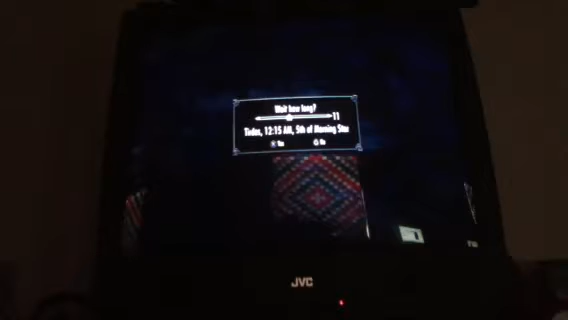 Wait how long?
11
Tirdas, 12:15 AM, 5th of Morning Star
Yes No
JVC